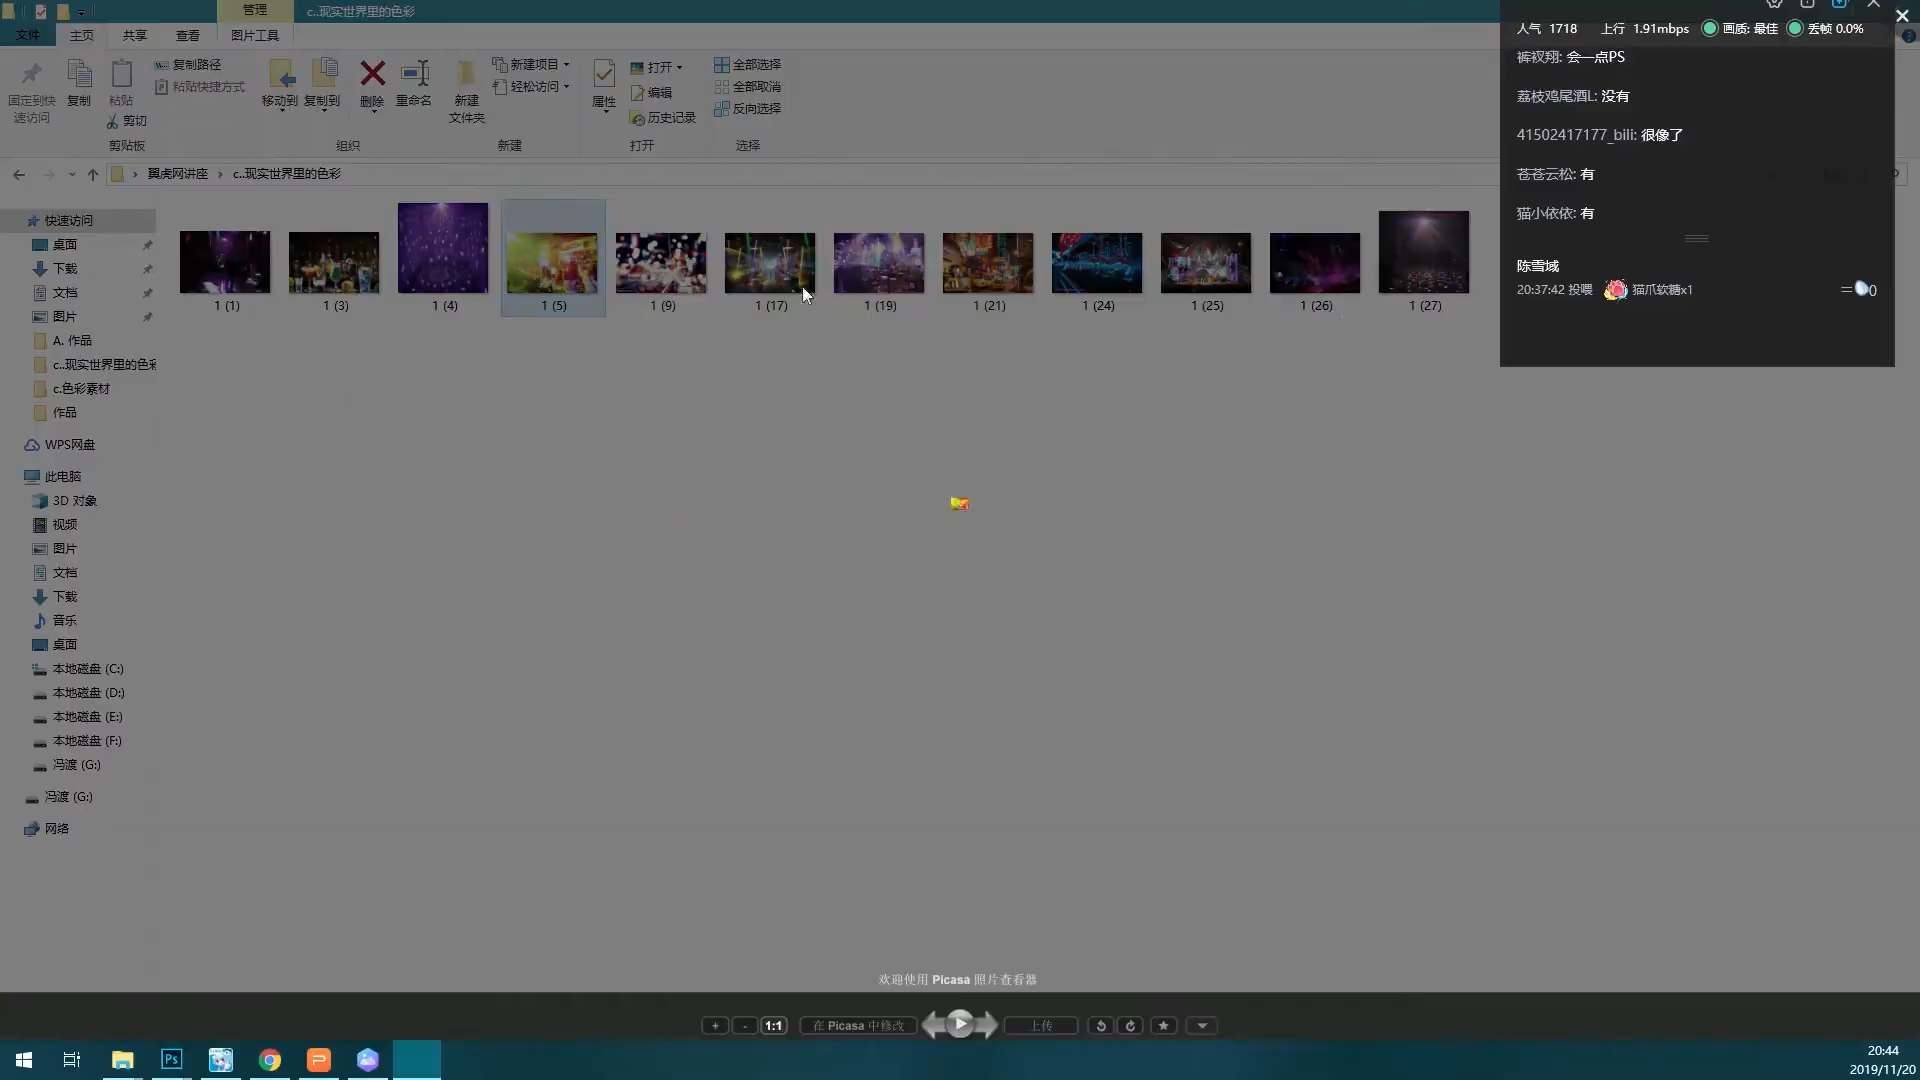 管理
c..现实世界里的色彩
文件
主页
共享
查看
图片工具
固定到快
速访问
复制
粘贴
复制路径
粘贴快捷方式
剪切
剪贴板
移动到
复制到
删除
重命名
组织
新建
文件夹
新建项目
轻松访问
新建
属性
打开
编辑
历史记录
打开
全部选择
全部取消
反向选择
选择
翼虎网讲座 › c..现实世界里的色彩
快速访问
桌面
下载
文档
图片
A. 作品
c..现实世界里的色彩
c.色彩素材
作品
WPS网盘
此电脑
3D 对象
视频
图片
文档
下载
音乐
桌面
本地磁盘 (C:)
本地磁盘 (D:)
本地磁盘 (E:)
本地磁盘 (F:)
冯渡 (G:)
冯渡 (G:)
网络
1 (1)
1 (3)
1 (4)
1 (5)
1 (9)
1 (17)
1 (19)
1 (21)
1 (24)
1 (25)
1 (26)
1 (27)
人气 1718 上行 1.91mbps 画质: 最佳 丢帧 0.0%
裤衩翔: 会一点PS
荔枝鸡尾酒L: 没有
41502417177_bili: 很像了
苍苍云松: 有
猫小依依: 有
陈雪域
20:37:42 投喂 猫爪软糖x1 = 0
欢迎使用 Picasa 照片查看器
+ - 1:1 在 Picasa 中修改 上传
Ps
20:44
2019/11/20